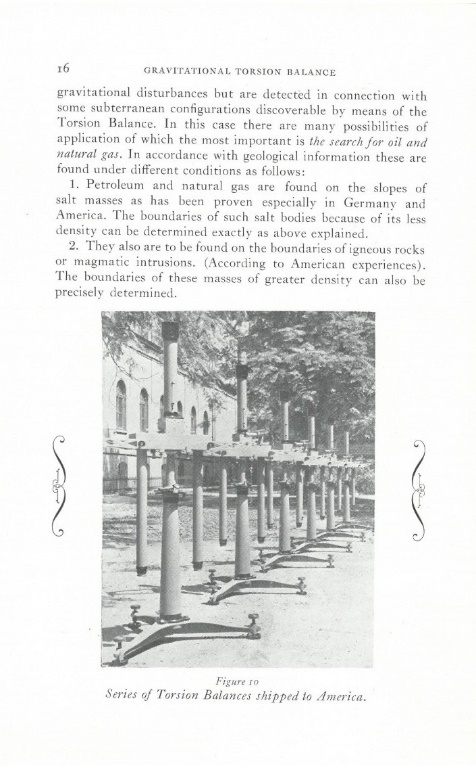 16 GRAVITATIONAL TORSION BALANCE
gravitational disturbances but are detected in connection with
some subterranean configurations discoverable by means of the
Torsion Balance. In this case there are many possibilities of
application of which the most important is the search for oil and
natural gas. In accordance with geological information these are
found under different conditions as follows:
1. Petroleum and natural gas are found on the slopes of
salt masses as has been proven especially in Germany and
America. The boundaries of such salt bodies because of its less
density can be determined exactly as above explained.
2. They also are to be found on the boundaries of igneous rocks
or magmatic intrusions. (According to American experiences).
The boundaries of these masses of greater density can also be
precisely determined.
Figure 10
Series of Torsion Balances shipped to America.